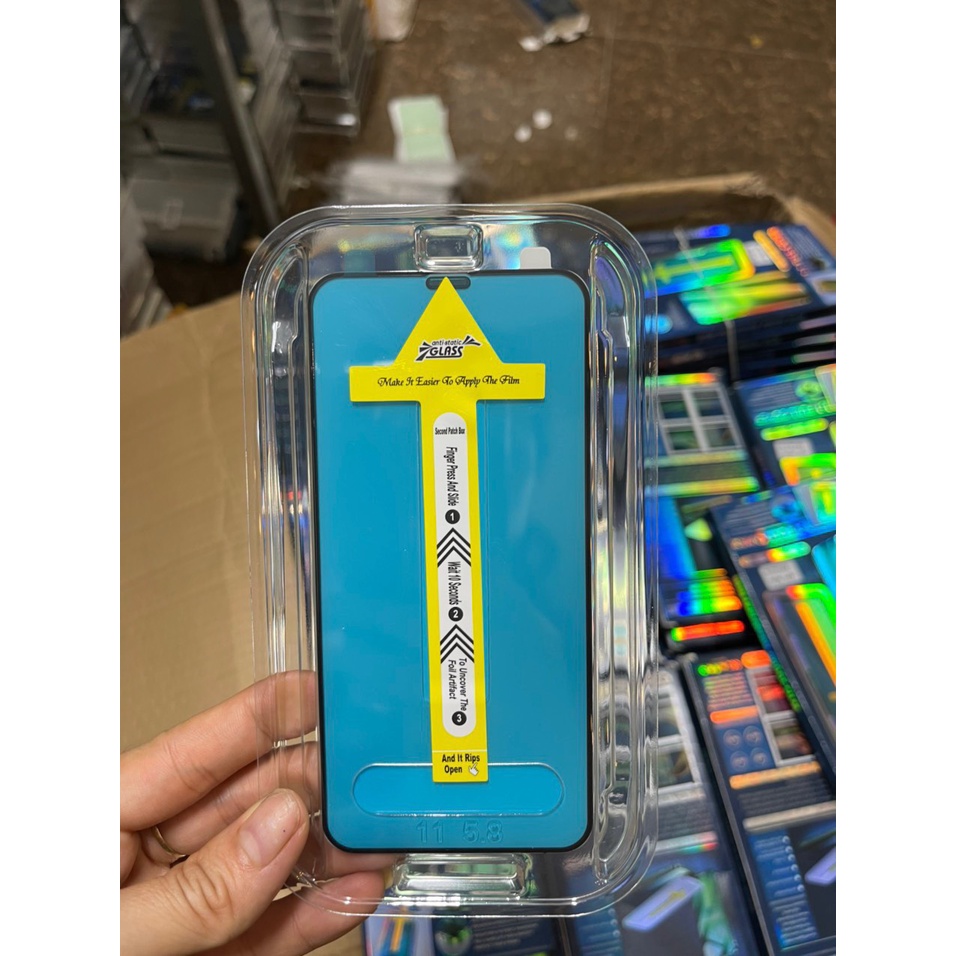 anti-static
GLASS
Make It Easier To Apply The Film
Second Patch Box
Finger Press And Slide
1
Wait 10 Seconds
2
To Uncover The
Foil Artifact
3
And It Rips
Open
11 5.8